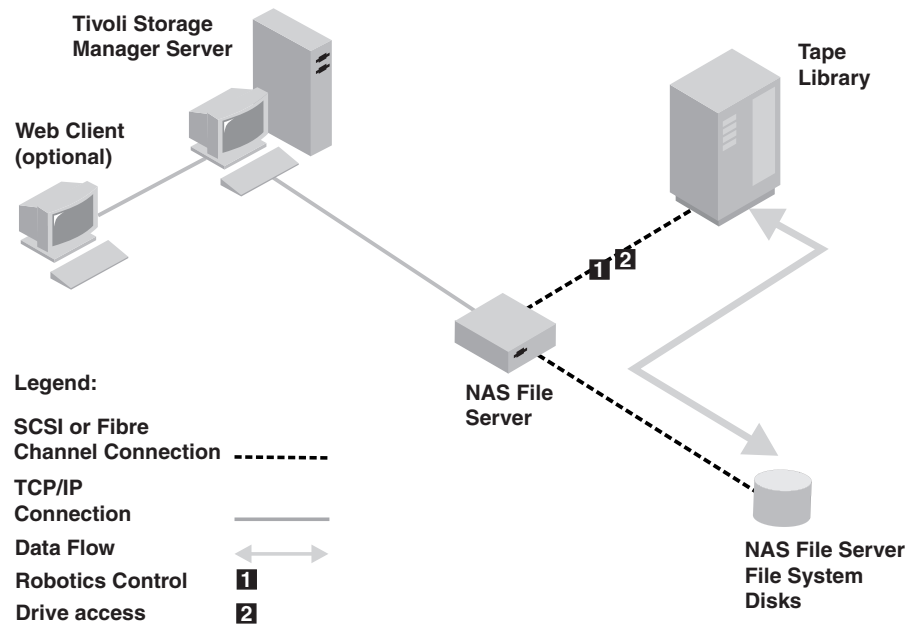 Tivoli Storage
Manager Server
Tape
Library
Web Client
(optional)
1 2
NAS File
Server
Legend:
SCSI or Fibre
Channel Connection
TCP/IP
Connection
Data Flow
Robotics Control 1
Drive access 2
NAS File Server
File System
Disks